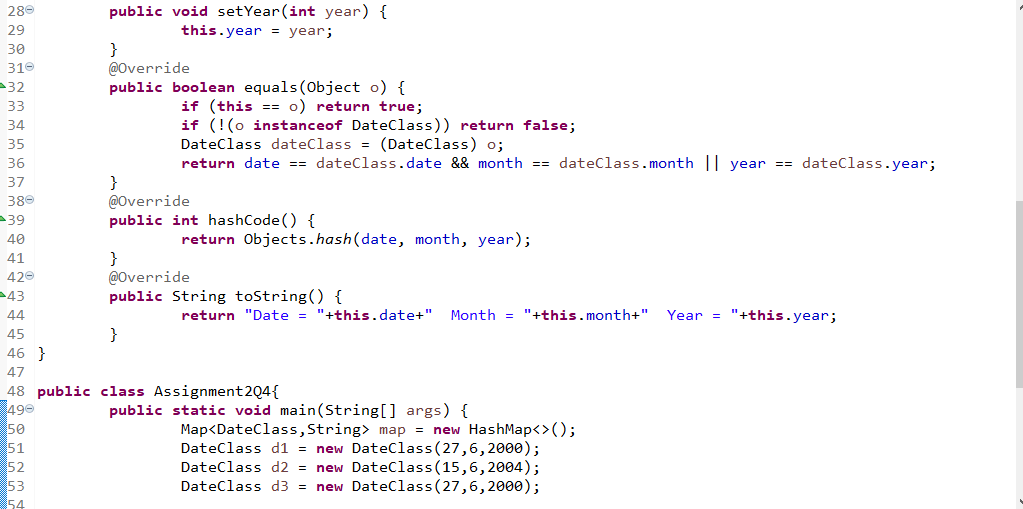 28 public void setYear(int year) {
29 this.year = year;
30 }
31 @Override
32 public boolean equals(Object o) {
33 if (this == o) return true;
34 if (!(o instanceof DateClass)) return false;
35 DateClass dateClass = (DateClass) o;
36 return date == dateClass.date && month == dateClass.month || year == dateClass.year;
37 }
38 @Override
39 public int hashCode() {
40 return Objects.hash(date, month, year);
41 }
42 @Override
43 public String toString() {
44 return "Date = "+this.date+"  Month = "+this.month+"  Year = "+this.year;
45 }
46 }
47
48 public class Assignment2Q4{
49 public static void main(String[] args) {
50 Map<DateClass,String> map = new HashMap<>();
51 DateClass d1 = new DateClass(27,6,2000);
52 DateClass d2 = new DateClass(15,6,2004);
53 DateClass d3 = new DateClass(27,6,2000);
54